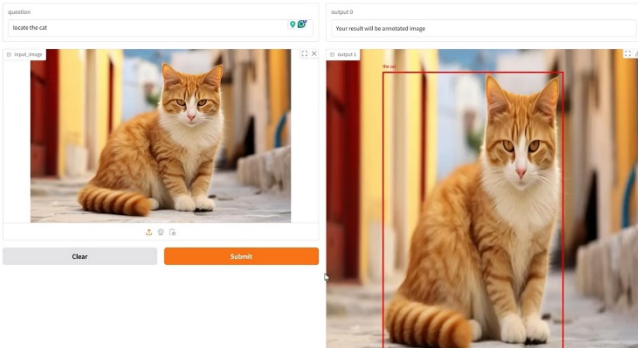 question
locate the cat
input_image
Clear
Submit
output 0
Your result will be annotated image
output 1
the cat